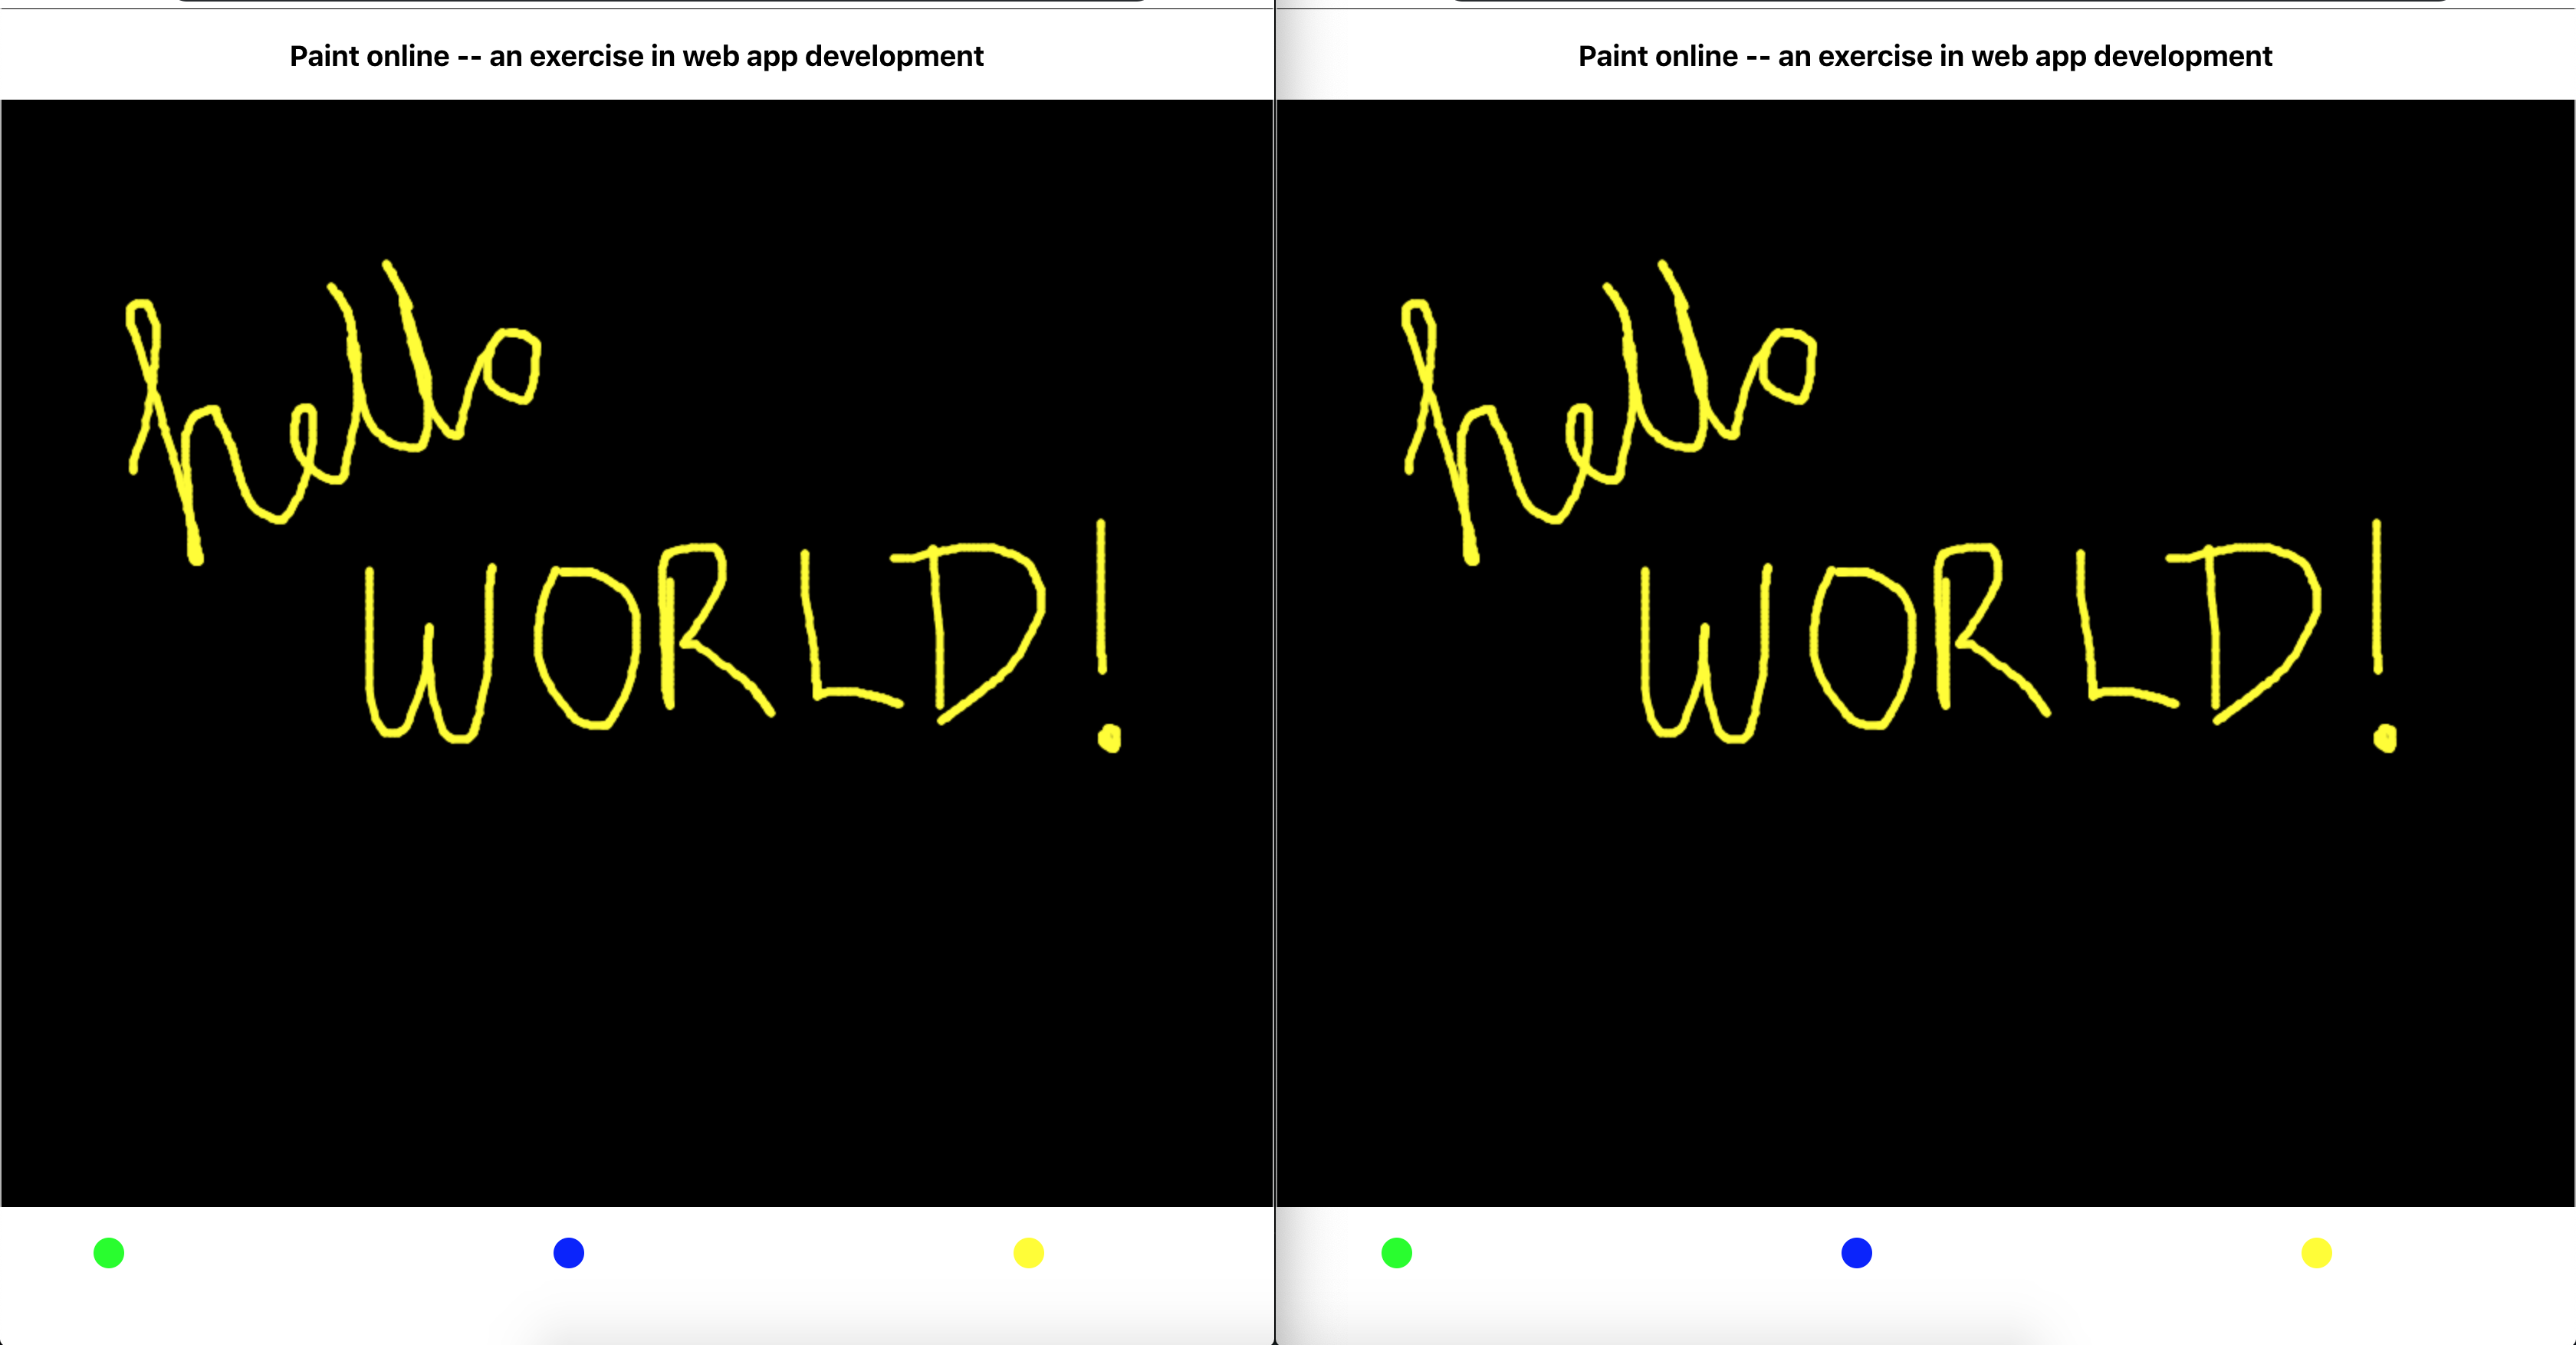 Paint online -- an exercise in web app development
hello
WORLD!
Paint online -- an exercise in web app development
hello
WORLD!